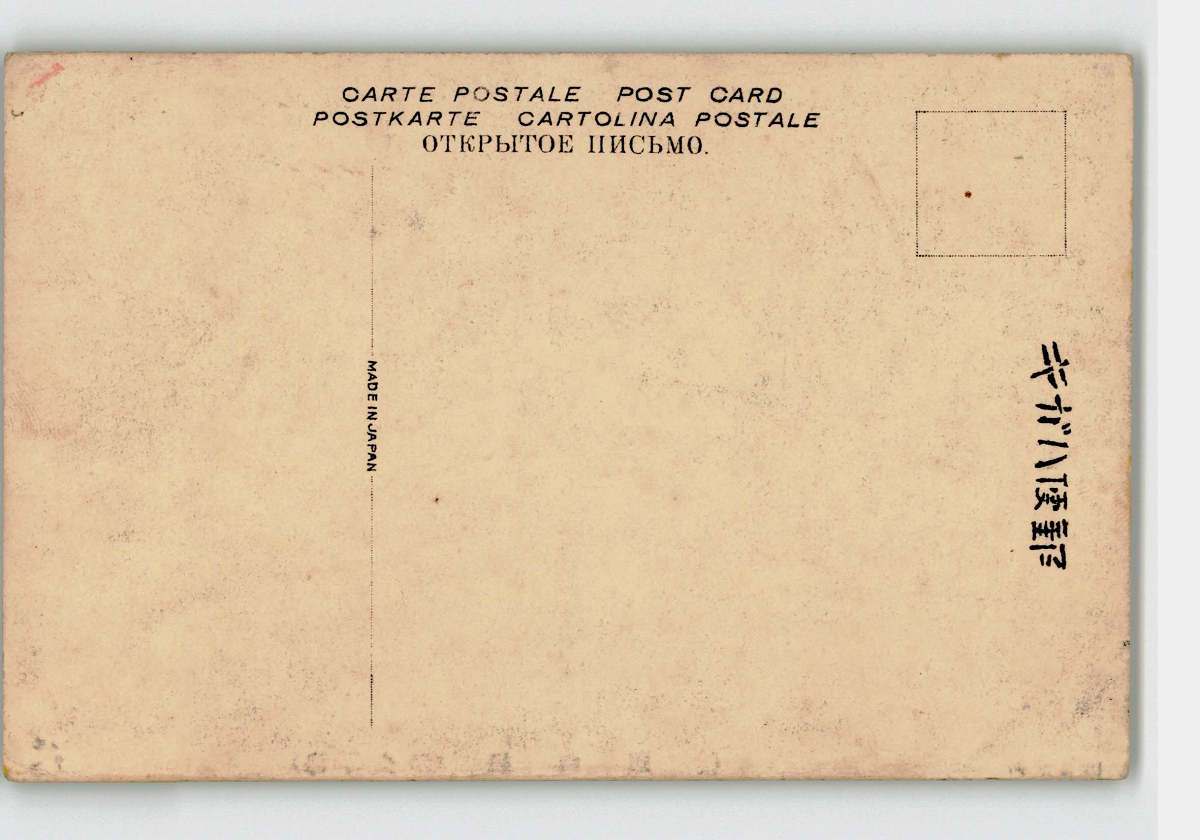 CARTE POSTALE POST CARD
POSTKARTE CARTOLINA POSTALE
ОТКРЫТОЕ ПИСЬМО.
MADE IN JAPAN
郵便ハガキ